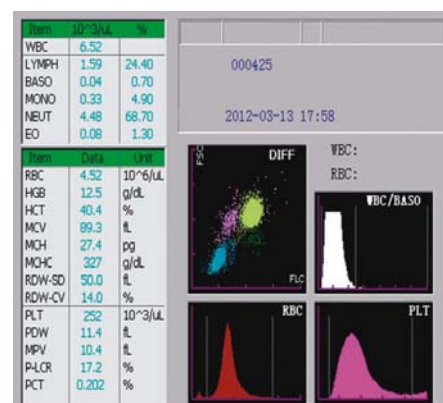 Item 10^3/uL %
WBC 6.52
LYMPH 1.59 24.40
BASO 0.04 0.70
MONO 0.33 4.90
NEUT 4.48 68.70
EO 0.08 1.30
Item Data Unit
RBC 4.52 10^6/uL
HGB 12.5 g/dL
HCT 40.4 %
MCV 89.3 fL
MCH 27.4 pg
MCHC 327 g/dL
RDW-SD 50.0 fL
RDW-CV 14.0 %
PLT 252 10^3/uL
PDW 11.4 fL
MPV 10.4 fL
P-LCR 17.2 %
PCT 0.202 %
000425
2012-03-13 17:58
FSC DIFF
FLC
WBC:
RBC:
WBC/BASO
RBC
PLT